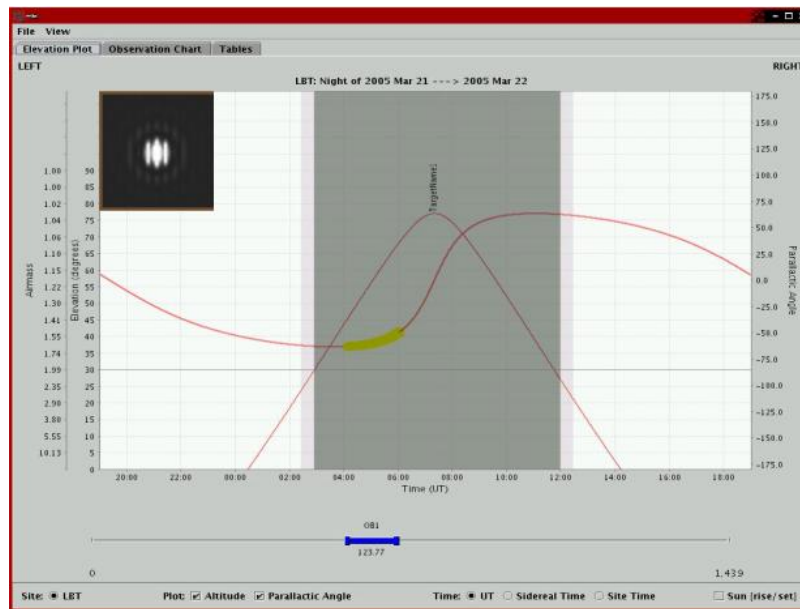 File View
Elevation Plot Observation Chart Tables
LEFT RIGHT
LBT: Night of 2005 Mar 21 ---> 2005 Mar 22
175.0
150.0
125.0
1.00 90 100.0
1.00 85
1.02 80 75.0
1.04 75
1.06 70 50.0
1.10 65
1.15 60 25.0
1.22 55 0.0
1.30 50
1.41 45 -25.0
1.55 40 -50.0
1.74 35
1.99 30 -75.0
2.35 25 -100.0
2.90 20
3.80 15 -125.0
5.55 10 -150.0
10.13 5
0 -175.0
Airmass
Elevation (degrees)
TargetName
Parallactic Angle
20:00 22:00 00:00 02:00 04:00 06:00 08:00 10:00 12:00 14:00 16:00 18:00
Time (UT)
OB1
123.77
0 1,439
Site: LBT Plot: Altitude Parallactic Angle Time: UT Sidereal Time Site Time Sun [rise/set]